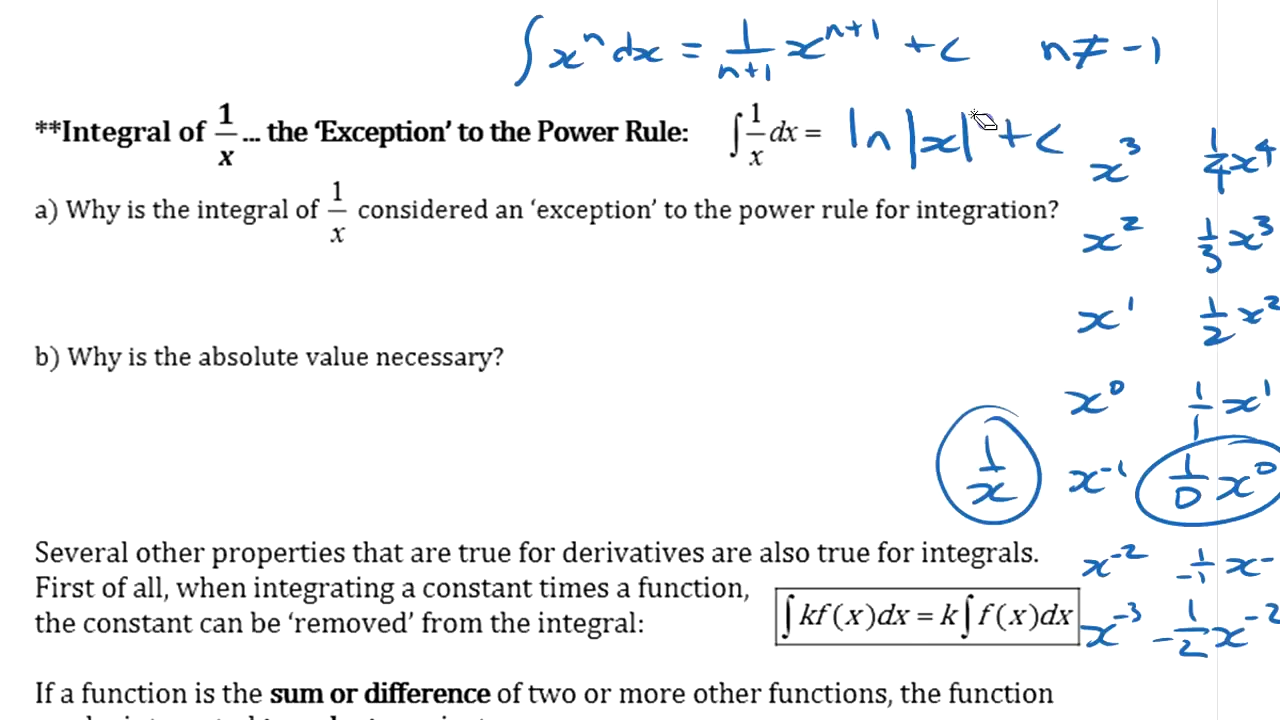 ∫ xⁿ dx = 1/(n+1) xⁿ⁺¹ + c   n ≠ -1
**Integral of 1/x ... the ‘Exception’ to the Power Rule: ∫ 1/x dx = ln|x| + c
x³   1/4 x⁴
a) Why is the integral of 1/x considered an ‘exception’ to the power rule for integration?
x²   1/3 x³
x¹   1/2 x²
b) Why is the absolute value necessary?
x⁰   1/1 x¹
1/x   x⁻¹   1/0 x⁰
Several other properties that are true for derivatives are also true for integrals.
x⁻²   1/-1 x⁻
First of all, when integrating a constant times a function,
the constant can be ‘removed’ from the integral:   ∫ kf(x)dx = k∫ f(x)dx
x⁻³   -1/2 x⁻²
If a function is the sum or difference of two or more other functions, the function